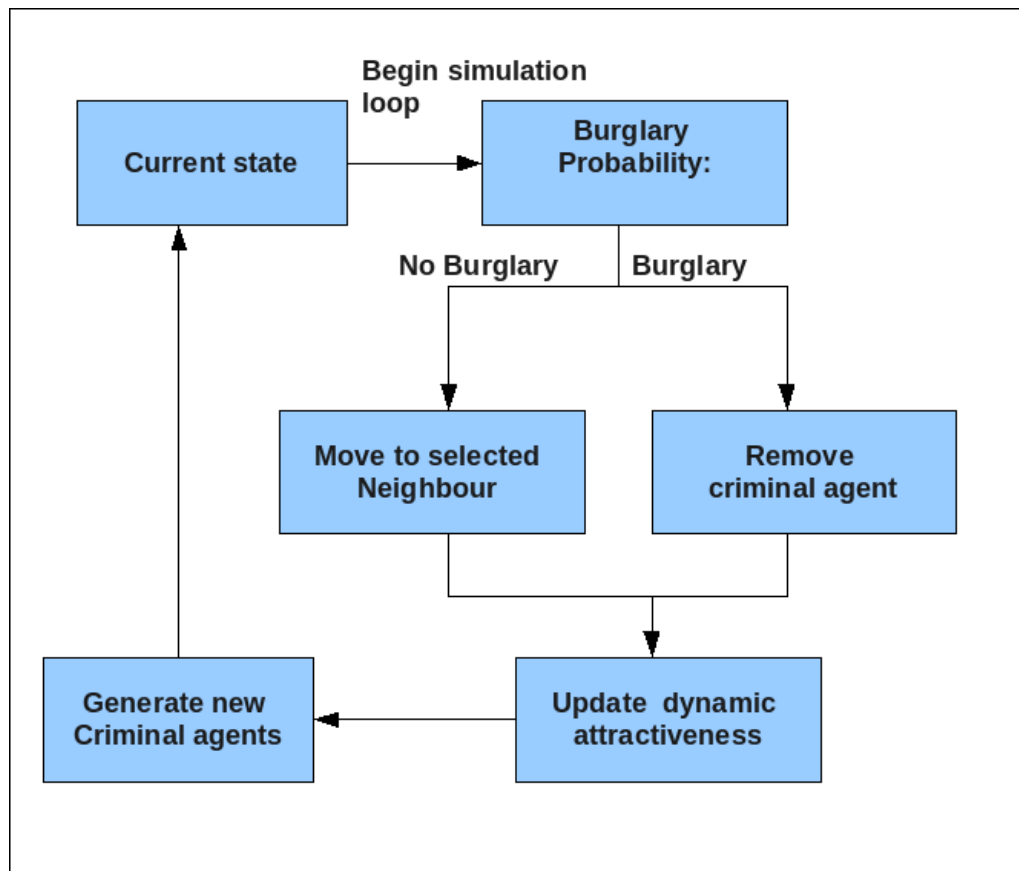 Begin simulation
loop
Current state
Burglary
Probability:
No Burglary
Burglary
Move to selected
Neighbour
Remove
criminal agent
Generate new
Criminal agents
Update dynamic
attractiveness